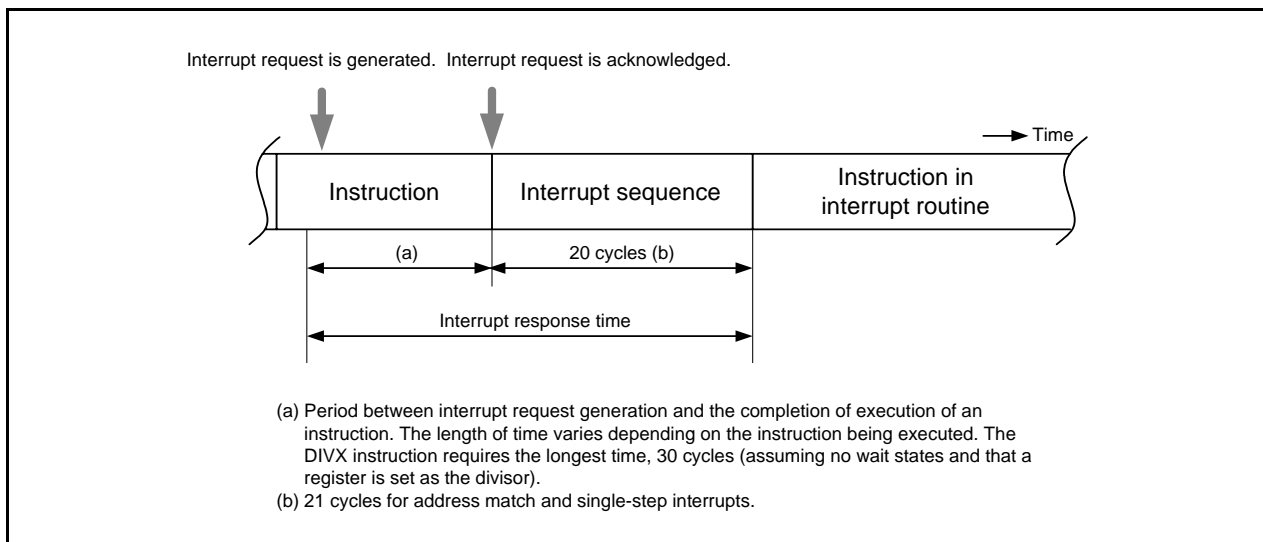 Interrupt request is generated. Interrupt request is acknowledged.
Time
Instruction
Interrupt sequence
Instruction in
interrupt routine
(a)
20 cycles (b)
Interrupt response time
(a) Period between interrupt request generation and the completion of execution of an
instruction. The length of time varies depending on the instruction being executed. The
DIVX instruction requires the longest time, 30 cycles (assuming no wait states and that a
register is set as the divisor).
(b) 21 cycles for address match and single-step interrupts.